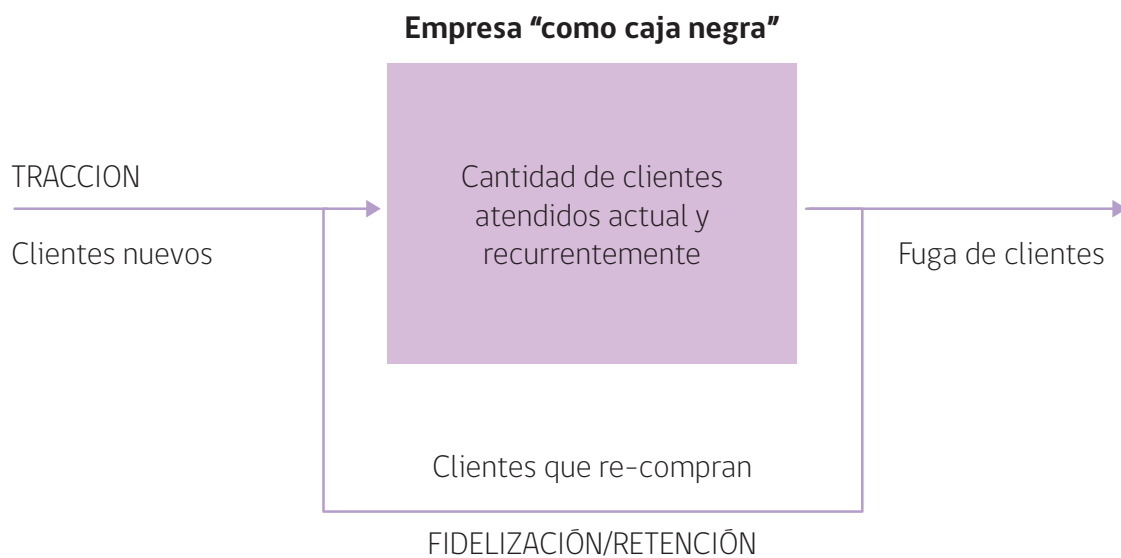 Empresa “como caja negra”
TRACCION
Clientes nuevos
Cantidad de clientes
atendidos actual y
recurrentemente
Fuga de clientes
Clientes que re-compran
FIDELIZACIÓN/RETENCIÓN